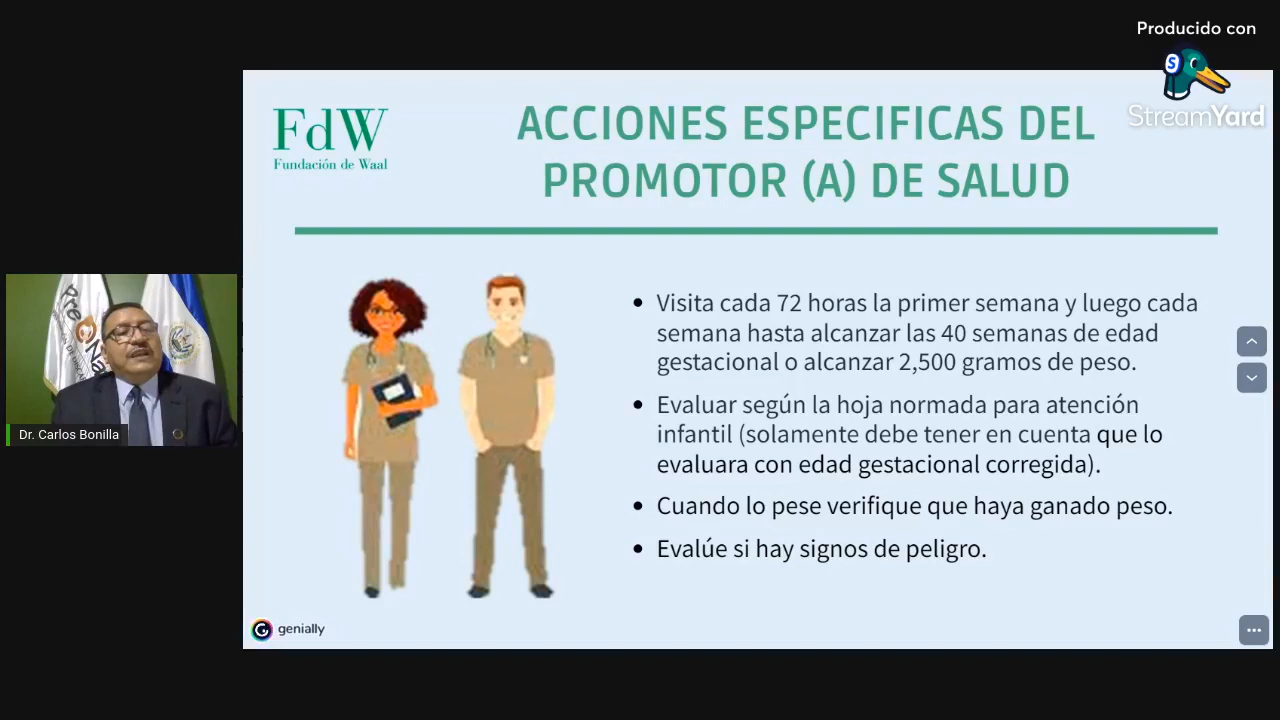 Producido con
StreamYard
FdW
Fundación de Waal
ACCIONES ESPECIFICAS DEL
PROMOTOR (A) DE SALUD
Visita cada 72 horas la primer semana y luego cada
semana hasta alcanzar las 40 semanas de edad
gestacional o alcanzar 2,500 gramos de peso.
Evaluar según la hoja normada para atención
infantil (solamente debe tener en cuenta que lo
evaluara con edad gestacional corregida).
Cuando lo pese verifique que haya ganado peso.
Evalúe si hay signos de peligro.
Dr. Carlos Bonilla
genially